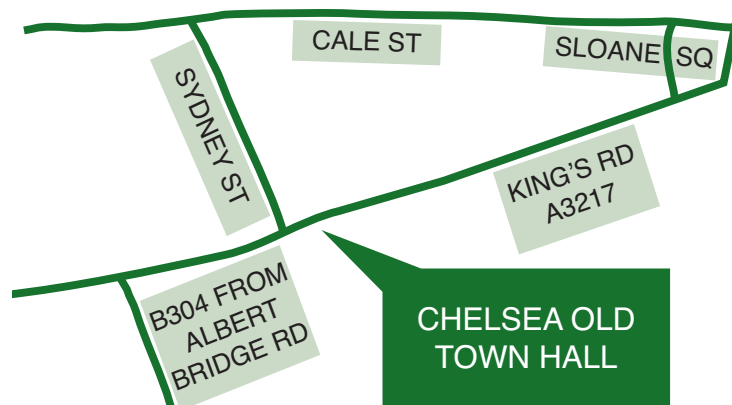 CALE ST
SLOANE SQ
SYDNEY ST
KING'S RD
A3217
B304 FROM
ALBERT
BRIDGE RD
CHELSEA OLD
TOWN HALL